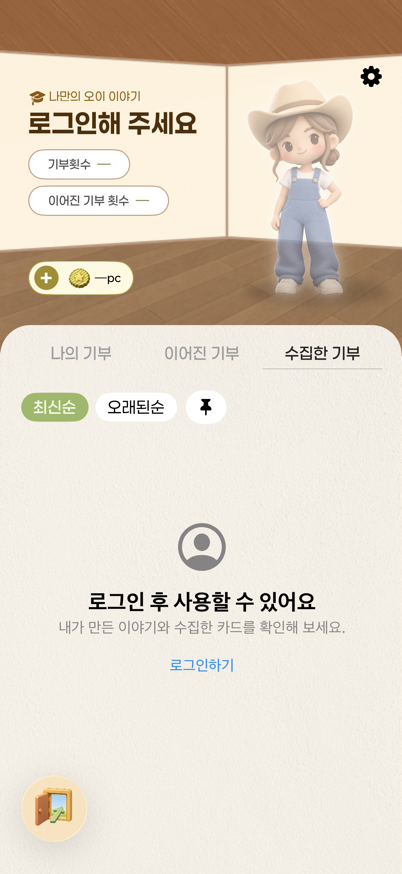 나만의 오이 이야기
로그인해 주세요
기부횟수 —
이어진 기부 횟수 —
—pc
나의 기부 이어진 기부 수집한 기부
최신순 오래된순
로그인 후 사용할 수 있어요
내가 만든 이야기와 수집한 카드를 확인해 보세요.
로그인하기